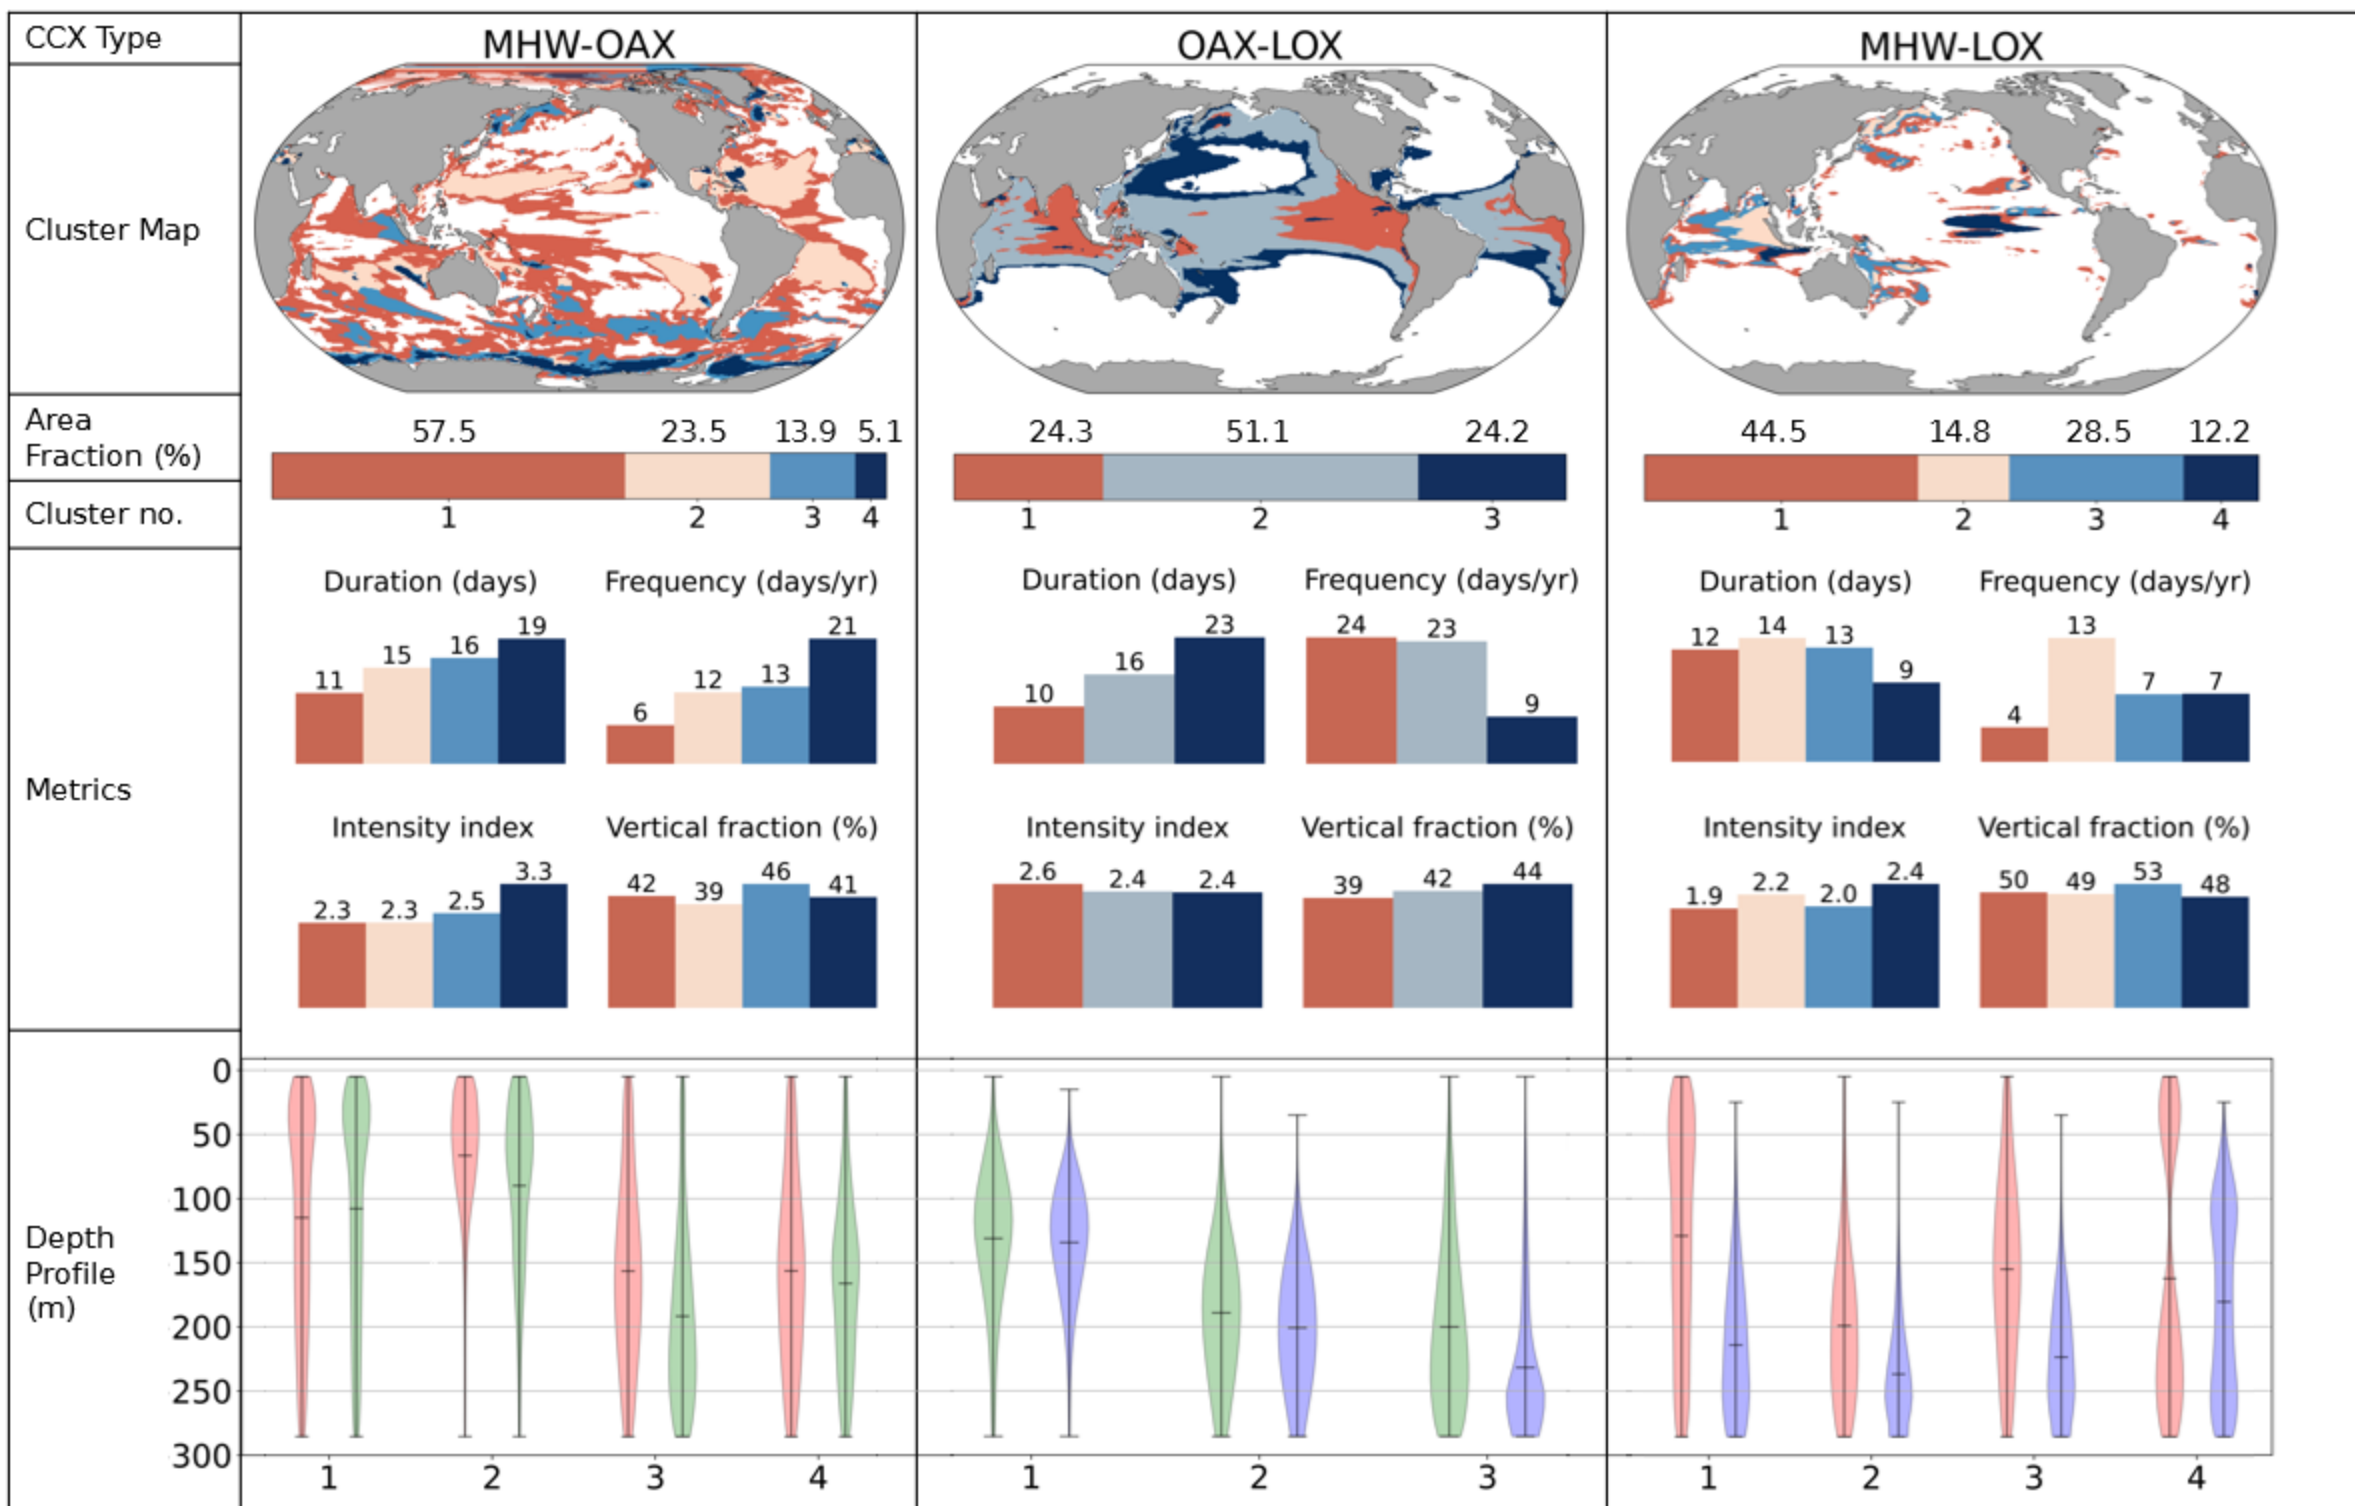 CCX Type
MHW-OAX
OAX-LOX
MHW-LOX
Cluster Map
Area
Fraction (%)
57.5 23.5 13.9 5.1
24.3 51.1 24.2
44.5 14.8 28.5 12.2
Cluster no.
1 2 3 4
1 2 3
1 2 3 4
Metrics
Duration (days)
11 15 16 19
Frequency (days/yr)
6 12 13 21
Intensity index
2.3 2.3 2.5 3.3
Vertical fraction (%)
42 39 46 41
Duration (days)
10 16 23
Frequency (days/yr)
24 23 9
Intensity index
2.6 2.4 2.4
Vertical fraction (%)
39 42 44
Duration (days)
12 14 13 9
Frequency (days/yr)
4 13 7 7
Intensity index
1.9 2.2 2.0 2.4
Vertical fraction (%)
50 49 53 48
Depth
Profile
(m)
0
50
100
150
200
250
300
1 2 3 4
1 2 3
1 2 3 4